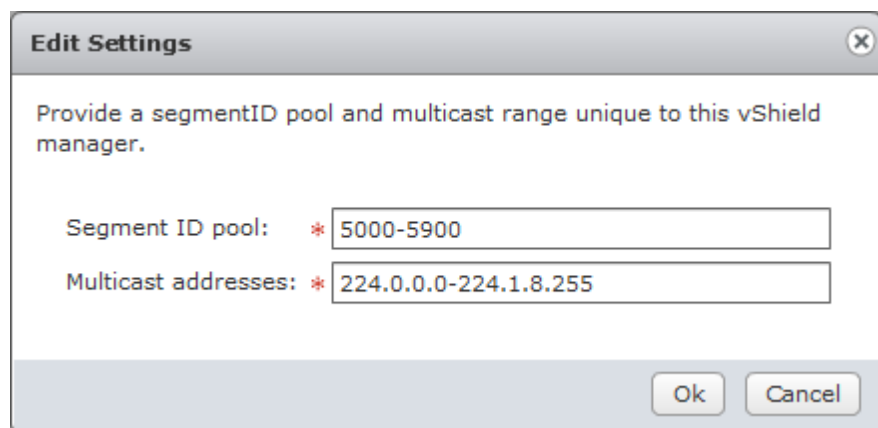 Edit Settings
Provide a segmentID pool and multicast range unique to this vShield
manager.
Segment ID pool: * 5000-5900
Multicast addresses: * 224.0.0.0-224.1.8.255
Ok Cancel